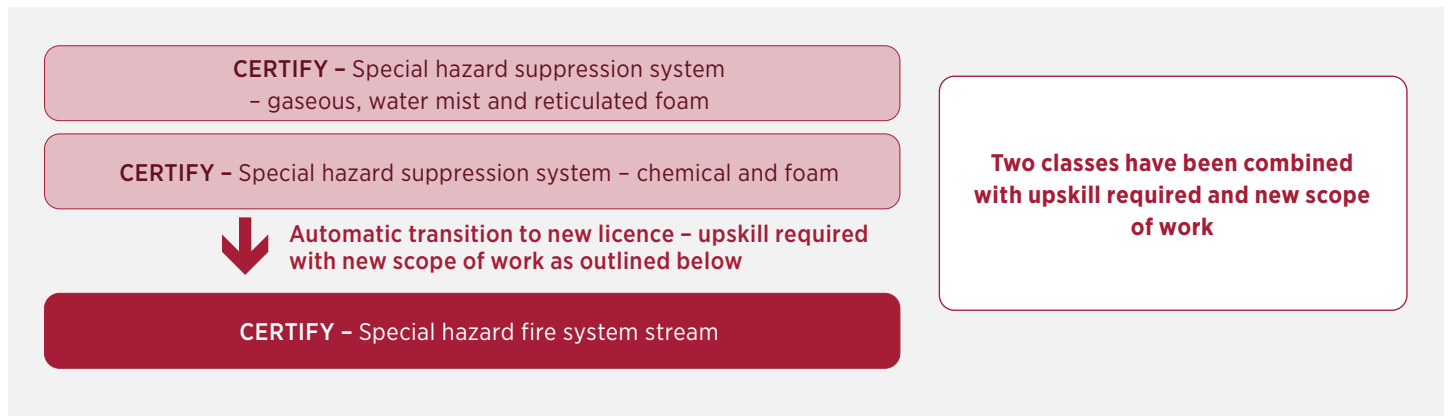 CERTIFY – Special hazard suppression system
– gaseous, water mist and reticulated foam
CERTIFY – Special hazard suppression system – chemical and foam
Automatic transition to new licence – upskill required
with new scope of work as outlined below
CERTIFY – Special hazard fire system stream
Two classes have been combined
with upskill required and new scope
of work